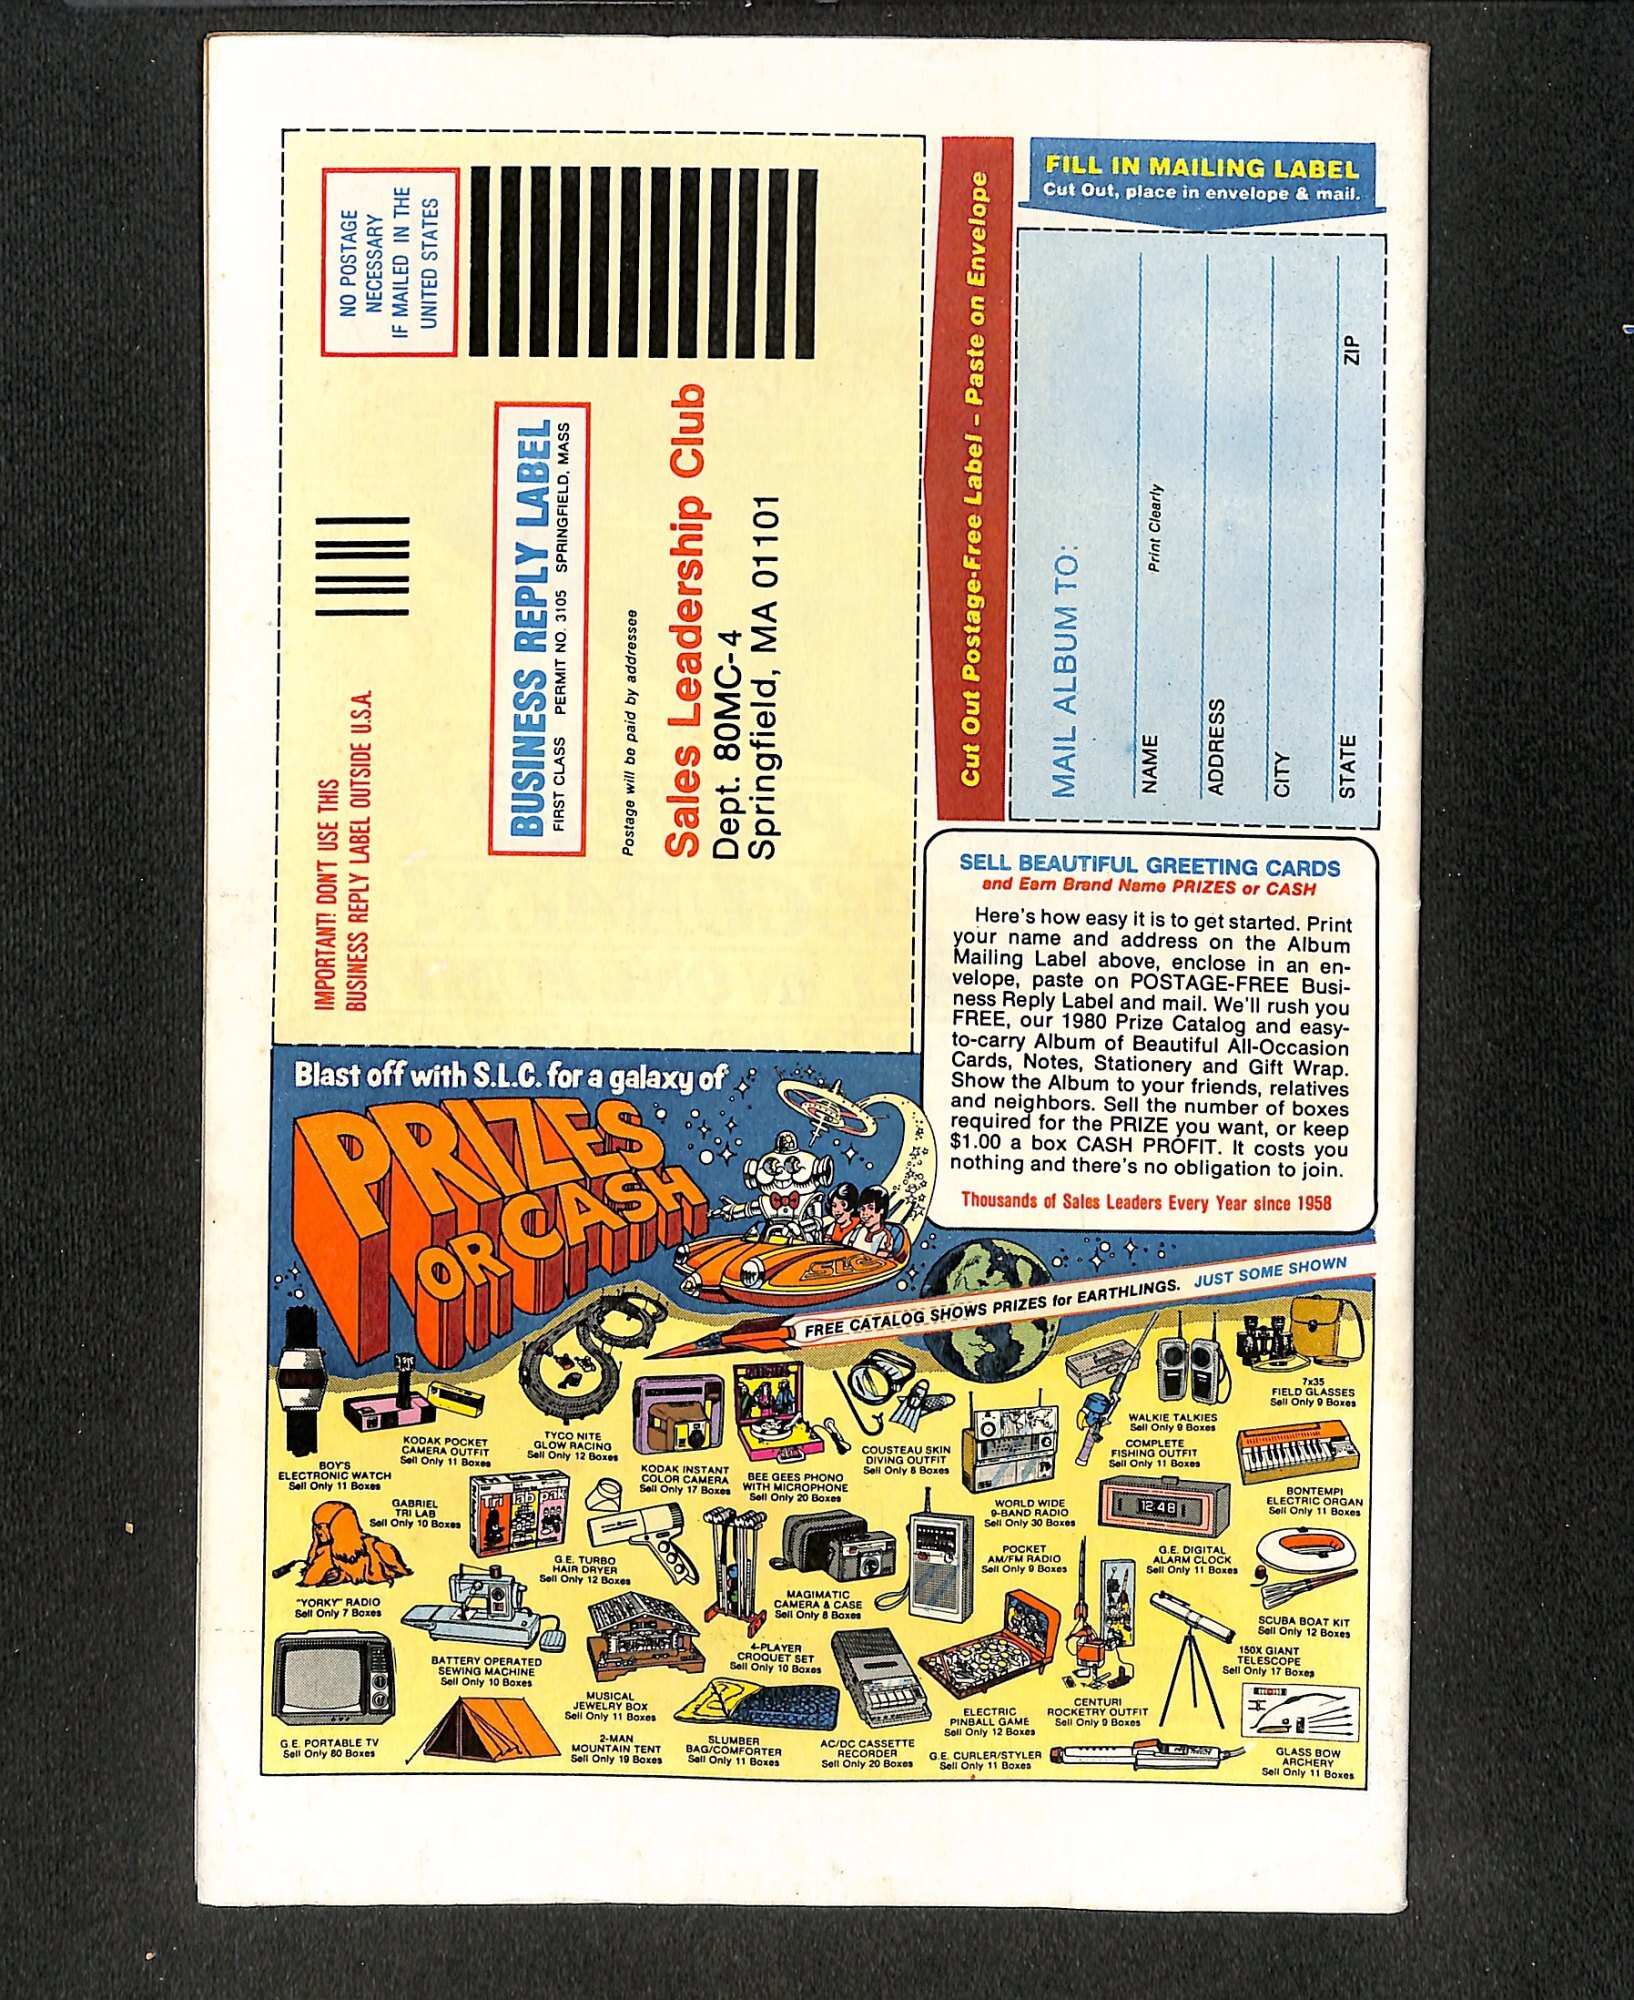 NO POSTAGE
NECESSARY
IF MAILED IN THE
UNITED STATES
IMPORTANT! DON'T USE THIS
BUSINESS REPLY LABEL OUTSIDE U.S.A.
BUSINESS REPLY LABEL
FIRST CLASS PERMIT NO. 3105 SPRINGFIELD, MASS
Postage will be paid by addressee
Sales Leadership Club
Dept. 80MC-4
Springfield, MA 01101
Cut Out Postage-Free Label – Paste on Envelope
FILL IN MAILING LABEL
Cut Out, place in envelope & mail.
MAIL ALBUM TO:
NAME
Print Clearly
ADDRESS
CITY
STATE
ZIP
SELL BEAUTIFUL GREETING CARDS
and Earn Brand Name PRIZES or CASH
Here's how easy it is to get started. Print
your name and address on the Album
Mailing Label above, enclose in an en-
velope, paste on POSTAGE-FREE Busi-
ness Reply Label and mail. We'll rush you
FREE, our 1980 Prize Catalog and easy-
to-carry Album of Beautiful All-Occasion
Cards, Notes, Stationery and Gift Wrap.
Show the Album to your friends, relatives
and neighbors. Sell the number of boxes
required for the PRIZE you want, or keep
$1.00 a box CASH PROFIT. It costs you
nothing and there's no obligation to join.
Thousands of Sales Leaders Every Year since 1958
Blast off with S.L.C. for a galaxy of
PRIZES
OR CASH
SLC
FREE CATALOG SHOWS PRIZES for EARTHLINGS. JUST SOME SHOWN
BOY'S
ELECTRONIC WATCH
Sell Only 11 Boxes
KODAK POCKET
CAMERA OUTFIT
Sell Only 11 Boxes
TYCO NITE
GLOW RACING
Sell Only 12 Boxes
KODAK INSTANT
COLOR CAMERA
Sell Only 17 Boxes
BEE GEES PHONO
WITH MICROPHONE
Sell Only 20 Boxes
COUSTEAU SKIN
DIVING OUTFIT
Sell Only 8 Boxes
WORLD WIDE
9-BAND RADIO
Sell Only 30 Boxes
WALKIE TALKIES
Sell Only 9 Boxes
COMPLETE
FISHING OUTFIT
Sell Only 11 Boxes
7x35
FIELD GLASSES
Sell Only 9 Boxes
BONTEMPI
ELECTRIC ORGAN
Sell Only 11 Boxes
GABRIEL
TRI LAB
Sell Only 10 Boxes
Tri lab pak
G.E. TURBO
HAIR DRYER
Sell Only 12 Boxes
MAGIMATIC
CAMERA & CASE
Sell Only 8 Boxes
POCKET
AM/FM RADIO
Sell Only 9 Boxes
12:48
G.E. DIGITAL
ALARM CLOCK
Sell Only 11 Boxes
SCUBA BOAT KIT
Sell Only 12 Boxes
"YORKY" RADIO
Sell Only 7 Boxes
BATTERY OPERATED
SEWING MACHINE
Sell Only 10 Boxes
MUSICAL
JEWELRY BOX
Sell Only 11 Boxes
4-PLAYER
CROQUET SET
Sell Only 10 Boxes
ELECTRIC
PINBALL GAME
Sell Only 12 Boxes
CENTURI
ROCKETRY OUTFIT
Sell Only 9 Boxes
150X GIANT
TELESCOPE
Sell Only 17 Boxes
G.E. PORTABLE TV
Sell Only 80 Boxes
2-MAN
MOUNTAIN TENT
Sell Only 19 Boxes
SLUMBER
BAG/COMFORTER
Sell Only 11 Boxes
AC/DC CASSETTE
RECORDER
Sell Only 20 Boxes
G.E. CURLER/STYLER
Sell Only 11 Boxes
GLASS BOW
ARCHERY
Sell Only 11 Boxes